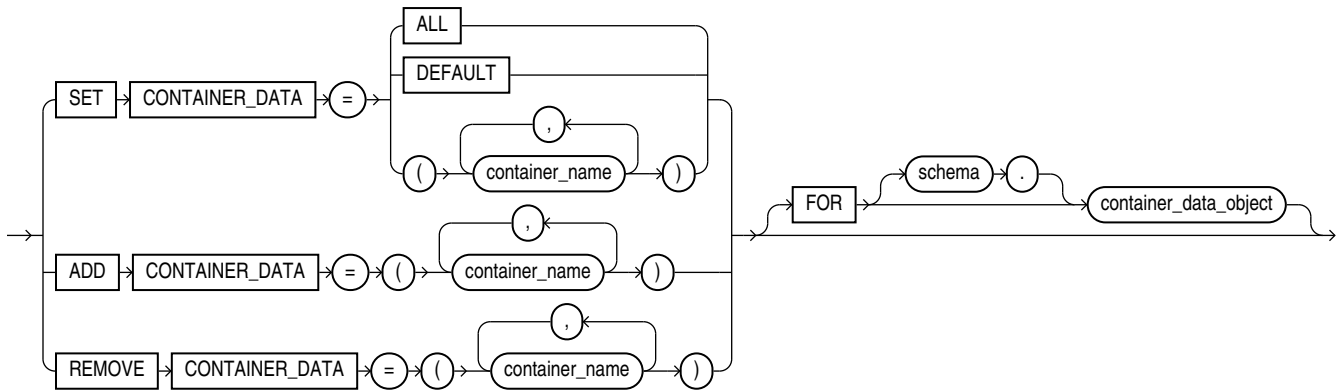 ALL
DEFAULT
SET CONTAINER_DATA =
,
( container_name )
schema .
FOR container_data_object
,
ADD CONTAINER_DATA = ( container_name )
,
REMOVE CONTAINER_DATA = ( container_name )